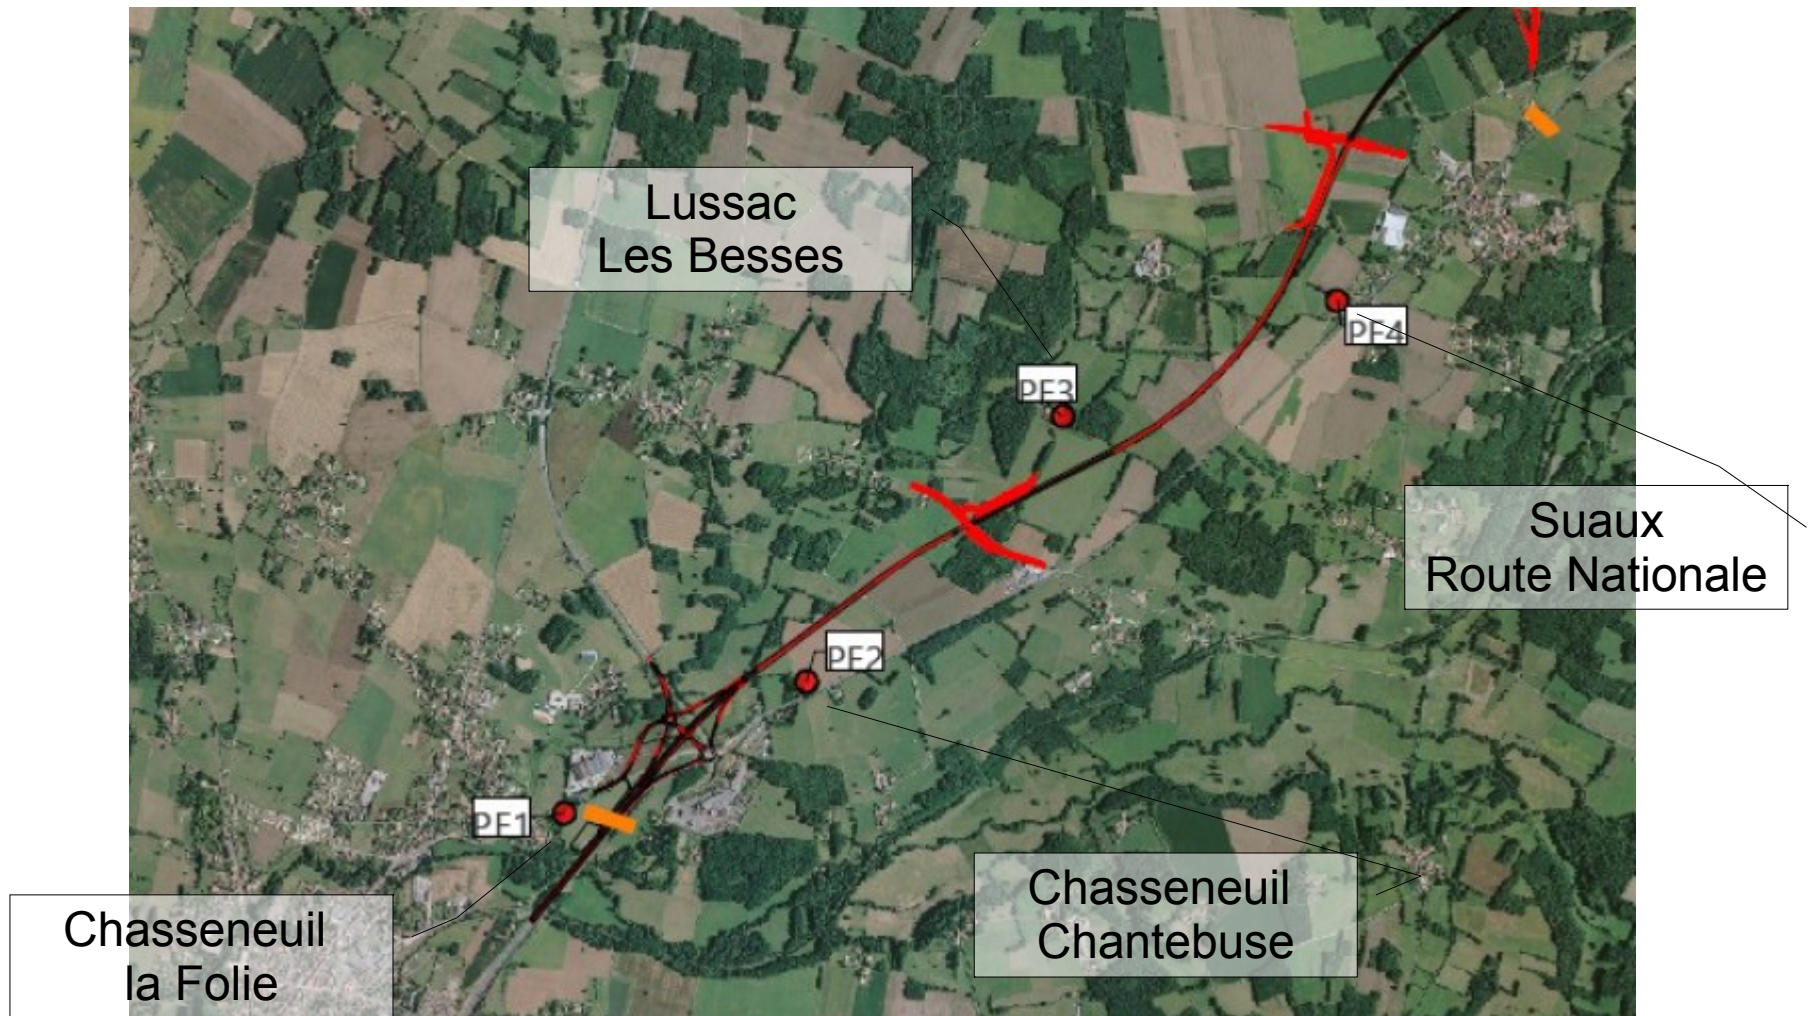 Lussac
Les Besses
PF4
PF3
Suaux
Route Nationale
PF2
PF1
Chasseneuil
Chantebuse
Chasseneuil
la Folie